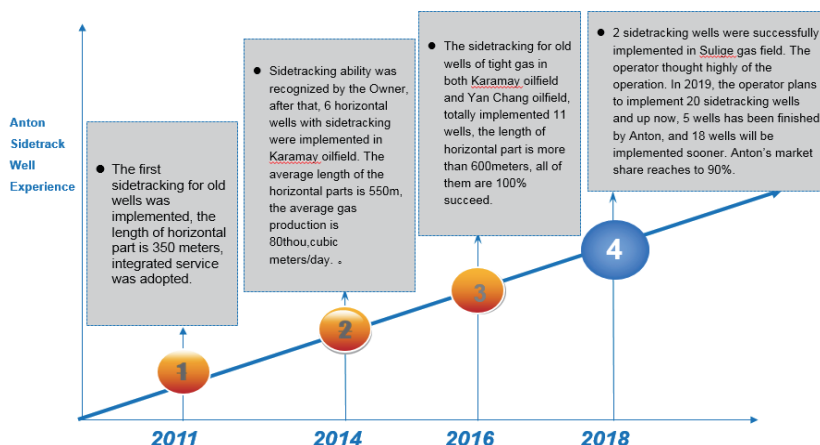 Anton
Sidetrack
Well
Experience
● The first
sidetracking for old
wells was
implemented, the
length of horizontal
part is 350 meters,
integrated service
was adopted.
● Sidetracking ability was
recognized by the Owner,
after that, 6 horizontal
wells with sidetracking
were implemented in
Karamay oilfield. The
average length of the
horizontal parts is 550m,
the average gas
production is
80thou,cubic
meters/day. 。
● The sidetracking for old
wells of tight gas in
both Karamay oilfield
and Yan Chang oilfield,
totally implemented 11
wells, the length of
horizontal part is more
than 600meters, all of
them are 100%
succeed.
● 2 sidetracking wells were successfully
implemented in Sulige gas field. The
operator thought highly of the
operation. In 2019, the operator plans
to implement 20 sidetracking wells
and up now, 5 wells has been finished
by Anton, and 18 wells will be
implemented sooner. Anton's market
share reaches to 90%.
1
2
3
4
2011
2014
2016
2018